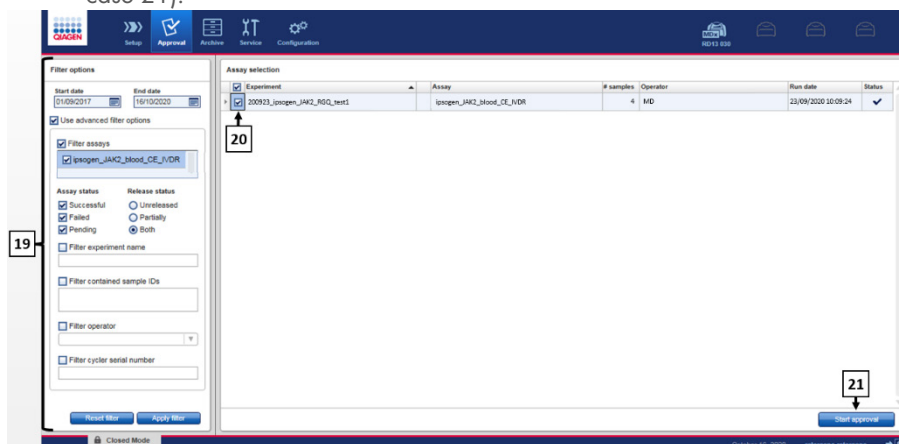 caso 21).
QIAGEN
Setup Approval Archive Service Configuration
MDx
RD13 030
Filter options
Start date End date
01/09/2017 16/10/2020
Use advanced filter options
Filter assays
ipsogen_JAK2_blood_CE_IVDR
Assay status Release status
Successful Unreleased
Failed Partially
Pending Both
Filter experiment name
Filter contained sample IDs
Filter operator
Filter cycler serial number
Reset filter Apply filter
19
Assay selection
Experiment Assay # samples Operator Run date Status
200923_ipsogen_JAK2_RGQ_test1 ipsogen_JAK2_blood_CE_IVDR 4 MD 23/09/2020 10:09:24
20
21
Start approval
Closed Mode